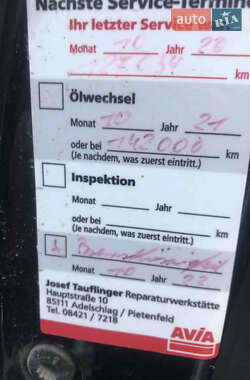 Nächste Service-Termine
Ihr letzter Service
Monat 10 Jahr 20
km
Ölwechsel
Monat 10 Jahr 21
oder bei 142000 km
(Je nachdem, was zuerst eintritt.)
Inspektion
Monat Jahr
oder bei km
(Je nachdem, was zuerst eintritt.)
Monat 10 Jahr 22
Josef Tauflinger Reparaturwerkstätte
Hauptstraße 10
85111 Adelschlag / Pietenfeld
Tel. 08421 / 7218
AVIA
AUTO
RIA